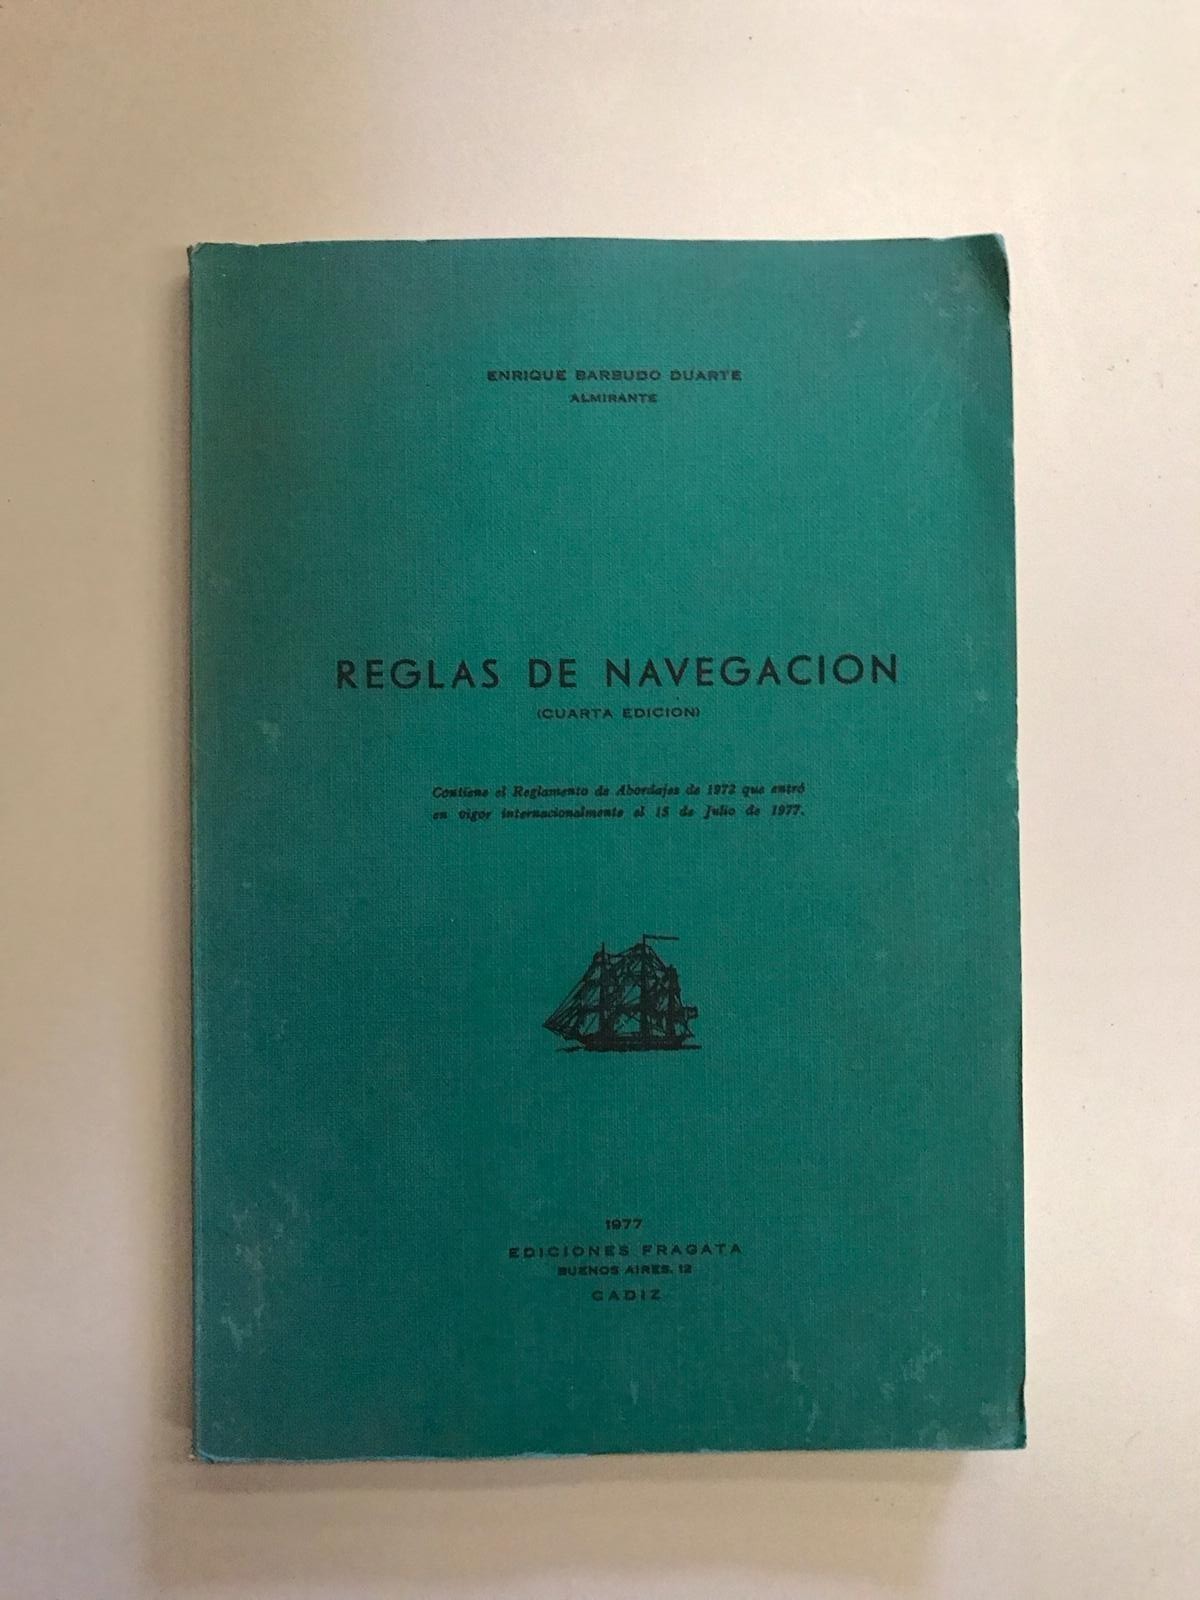 ENRIQUE BARBUDO DUARTE
ALMIRANTE
REGLAS DE NAVEGACION
(CUARTA EDICION)
Contiene el Reglamento de Abordajes de 1972 que entró
en vigor internacionalmente el 15 de Julio de 1977.
1977
EDICIONES FRAGATA
BUENOS AIRES, 12
CADIZ